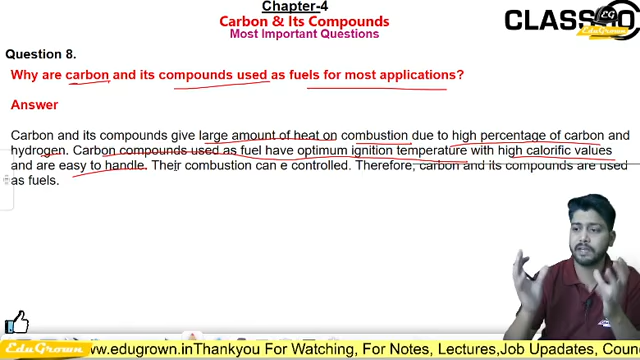 Chapter-4
Carbon & Its Compounds
Most Important Questions
CLASS
EG
EduGrown
Question 8.
Why are carbon and its compounds used as fuels for most applications?
Answer
Carbon and its compounds give large amount of heat on combustion due to high percentage of carbon and
hydrogen. Carbon compounds used as fuel have optimum ignition temperature with high calorific values
and are easy to handle. Their combustion can e controlled. Therefore, carbon and its compounds are used
as fuels.
EduGrown
www.edugrown.inThankyou For Watching, For Notes, Lectures,Job Upadates, Coun